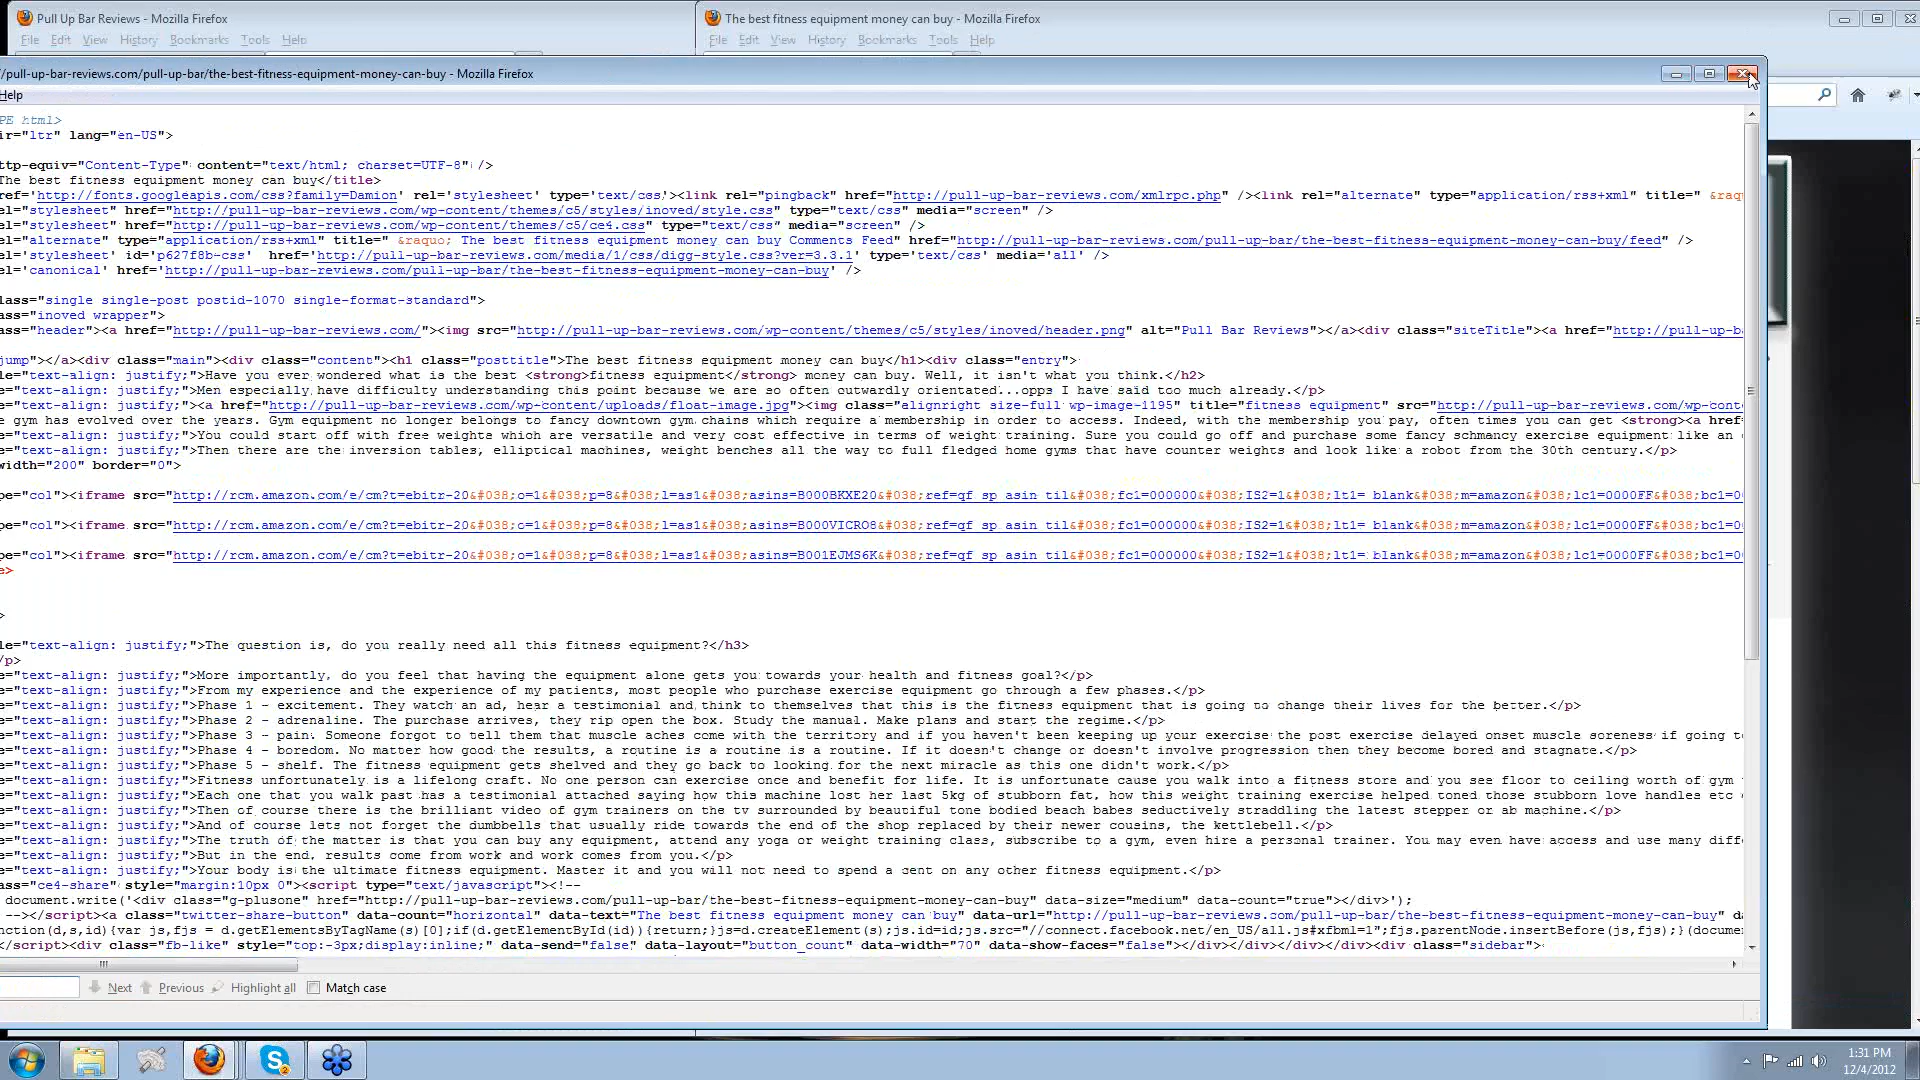 Pull Up Bar Reviews - Mozilla Firefox
The best fitness equipment money can buy - Mozilla Firefox
File Edit View History Bookmarks Tools Help
File Edit View History Bookmarks Tools Help
/pull-up-bar-reviews.com/pull-up-bar/the-best-fitness-equipment-money-can-buy - Mozilla Firefox
Help
PE html>
ir="ltr" lang="en-US">
ttp-equiv="Content-Type" content="text/html; charset=UTF-8" />
The best fitness equipment money can buy</title>
ref='http://fonts.googleapis.com/css?family=Damion' rel='stylesheet' type='text/css'><link rel="pingback" href="http://pull-up-bar-reviews.com/xmlrpc.php" /><link rel="alternate" type="application/rss+xml" title=" &raqu
el="stylesheet" href="http://pull-up-bar-reviews.com/wp-content/themes/c5/styles/inoved/style.css" type="text/css" media="screen" />
el="stylesheet" href="http://pull-up-bar-reviews.com/wp-content/themes/c5/ce4.css" type="text/css" media="screen" />
el="alternate" type="application/rss+xml" title=" &raquo; The best fitness equipment money can buy Comments Feed" href="http://pull-up-bar-reviews.com/pull-up-bar/the-best-fitness-equipment-money-can-buy/feed" />
el='stylesheet' id='p627f8b-css'  href='http://pull-up-bar-reviews.com/media/1/css/digg-style.css?ver=3.3.1' type='text/css' media='all' />
el='canonical' href='http://pull-up-bar-reviews.com/pull-up-bar/the-best-fitness-equipment-money-can-buy' />
lass="single single-post postid-1070 single-format-standard">
ass="inoved wrapper">
ass="header"><a href="http://pull-up-bar-reviews.com/"><img src="http://pull-up-bar-reviews.com/wp-content/themes/c5/styles/inoved/header.png" alt="Pull Bar Reviews"></a><div class="siteTitle"><a href="http://pull-up-b
jump"></a><div class="main"><div class="content"><h1 class="posttitle">The best fitness equipment money can buy</h1><div class="entry">
le="text-align: justify;">Have you ever wondered what is the best <strong>fitness equipment</strong> money can buy. Well, it isn't what you think.</h2>
e="text-align: justify;">Men especially have difficulty understanding this point because we are so often outwardly orientated...opps I have said too much already.</p>
e="text-align: justify;"><a href="http://pull-up-bar-reviews.com/wp-content/uploads/float-image.jpg"><img class="alignright size-full wp-image-1195" title="fitness equipment" src="http://pull-up-bar-reviews.com/wp-cont
e gym has evolved over the years. Gym equipment no longer belongs to fancy downtown gym chains which require a membership in order to access. Indeed, with the membership you pay, often times you can get <strong><a href
e="text-align: justify;">You could start off with free weights which are versatile and very cost effective in terms of weight training. Sure you could go off and purchase some fancy schmancy exercise equipment like an
e="text-align: justify;">Then there are the inversion tables, elliptical machines, weight benches all the way to full fledged home gyms that have counter weights and look like a robot from the 30th century.</p>
width="200" border="0">
pe="col"><iframe src="http://rcm.amazon.com/e/cm?t=ebitr-20&#038;o=1&#038;p=8&#038;l=as1&#038;asins=B000BKXE20&#038;ref=qf_sp_asin_til&#038;fc1=000000&#038;IS2=1&#038;lt1=_blank&#038;m=amazon&#038;lc1=0000FF&#038;bc1=0
pe="col"><iframe src="http://rcm.amazon.com/e/cm?t=ebitr-20&#038;o=1&#038;p=8&#038;l=as1&#038;asins=B000VICRO8&#038;ref=qf_sp_asin_til&#038;fc1=000000&#038;IS2=1&#038;lt1=_blank&#038;m=amazon&#038;lc1=0000FF&#038;bc1=0
pe="col"><iframe src="http://rcm.amazon.com/e/cm?t=ebitr-20&#038;o=1&#038;p=8&#038;l=as1&#038;asins=B001EJMS6K&#038;ref=qf_sp_asin_til&#038;fc1=000000&#038;IS2=1&#038;lt1=_blank&#038;m=amazon&#038;lc1=0000FF&#038;bc1=0
e>
>
le="text-align: justify;">The question is, do you really need all this fitness equipment?</h3>
/p>
e="text-align: justify;">More importantly, do you feel that having the equipment alone gets you towards your health and fitness goal?</p>
e="text-align: justify;">From my experience and the experience of my patients, most people who purchase exercise equipment go through a few phases.</p>
e="text-align: justify;">Phase 1 – excitement. They watch an ad, hear a testimonial and think to themselves that this is the fitness equipment that is going to change their lives for the better.</p>
e="text-align: justify;">Phase 2 – adrenaline. The purchase arrives, they rip open the box. Study the manual. Make plans and start the regime.</p>
e="text-align: justify;">Phase 3 – pain. Someone forgot to tell them that muscle aches come with the territory and if you haven't been keeping up your exercise the post exercise delayed onset muscle soreness if going to
e="text-align: justify;">Phase 4 – boredom. No matter how good the results, a routine is a routine is a routine. If it doesn't change or doesn't involve progression then they become bored and stagnate.</p>
e="text-align: justify;">Phase 5 – shelf. The fitness equipment gets shelved and they go back to looking for the next miracle as this one didn't work.</p>
e="text-align: justify;">Fitness unfortunately is a lifelong craft. No one person can exercise once and benefit for life. It is unfortunate cause you walk into a fitness store and you see floor to ceiling worth of gym
e="text-align: justify;">Each one that you walk past has a testimonial attached saying how this machine lost her last 5kg of stubborn fat, how this weight training exercise helped toned those stubborn love handles etc
e="text-align: justify;">Then of course there is the brilliant video of gym trainers on the tv surrounded by beautiful tone bodied beach babes seductively straddling the latest stepper or ab machine.</p>
e="text-align: justify;">And of course lets not forget the dumbbells that usually ride towards the end of the shop replaced by their newer cousins, the kettlebell.</p>
e="text-align: justify;">The truth of the matter is that you can buy any equipment, attend any yoga or weight training class, subscribe to a gym, even hire a personal trainer. You may even have access and use many diff
e="text-align: justify;">But in the end, results come from work and work comes from you.</p>
e="text-align: justify;">Your body is the ultimate fitness equipment. Master it and you will not need to spend a cent on any other fitness equipment.</p>
ass="ce4-share" style="margin:10px 0"><script type="text/javascript"><!--
document.write('<div class="g-plusone" href="http://pull-up-bar-reviews.com/pull-up-bar/the-best-fitness-equipment-money-can-buy" data-size="medium" data-count="true"></div>');
--></script><a class="twitter-share-button" data-count="horizontal" data-text="The best fitness equipment money can buy" data-url="http://pull-up-bar-reviews.com/pull-up-bar/the-best-fitness-equipment-money-can-buy" da
nction(d,s,id){var js,fjs = d.getElementsByTagName(s)[0];if(d.getElementById(id)){return;}js=d.createElement(s);js.id=id;js.src="//connect.facebook.net/en_US/all.js#xfbml=1";fjs.parentNode.insertBefore(js,fjs);}(docume
</script><div class="fb-like" style="top:-3px;display:inline;" data-send="false" data-layout="button_count" data-width="70" data-show-faces="false"></div></div></div></div><div class="sidebar">
Next Previous Highlight all Match case
1:31 PM
12/4/2012